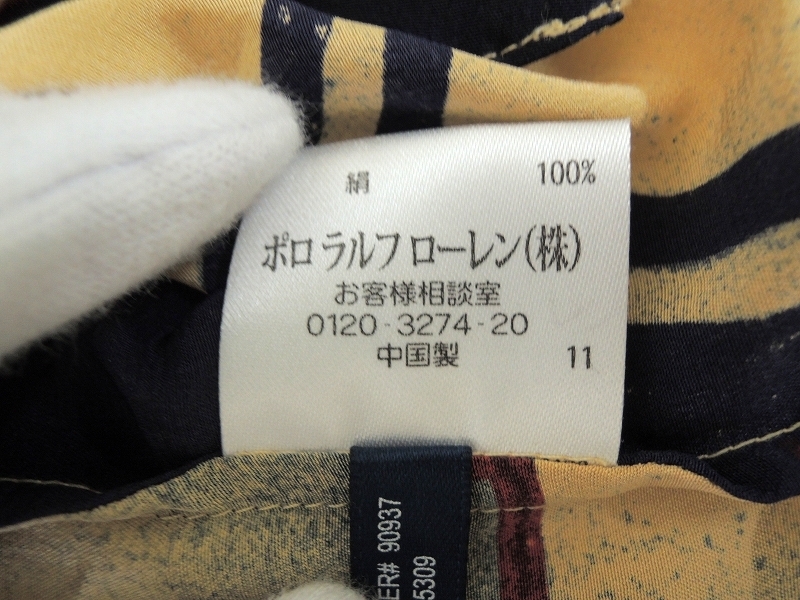 絹 100%
ポロ ラルフ ローレン(株)
お客様相談室
0120-3274-20
中国製 11
ER# 90937
5309